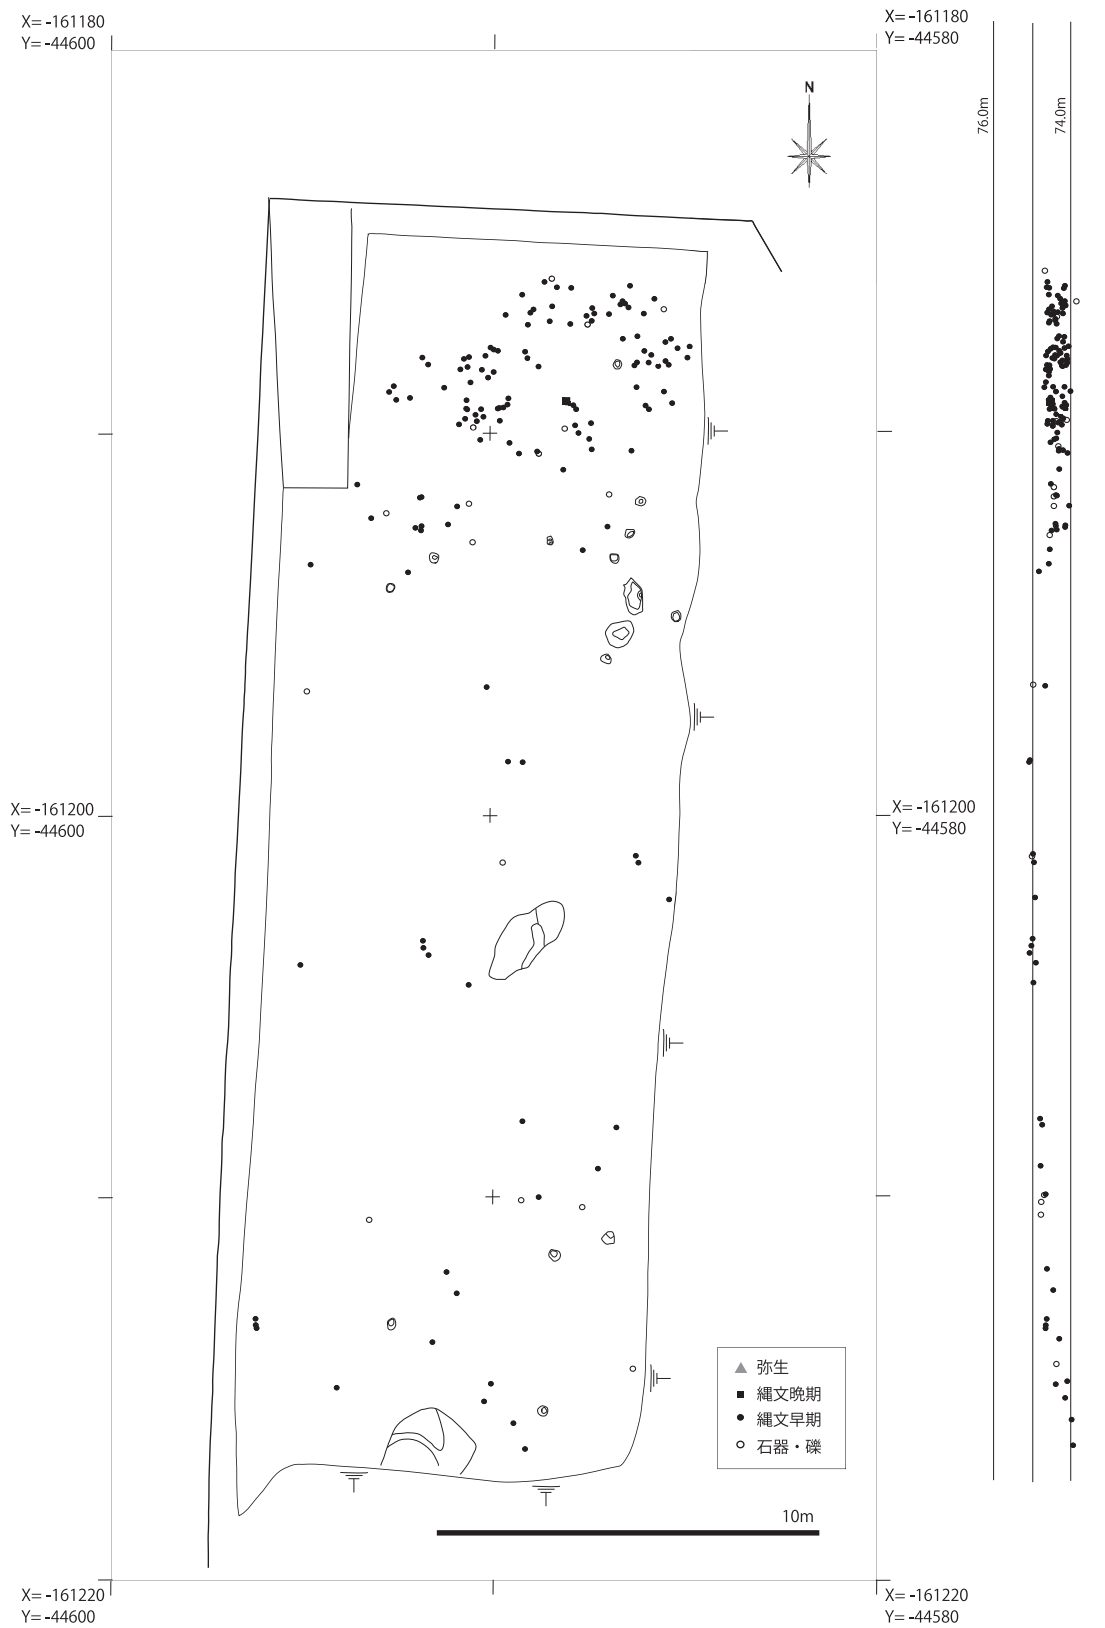 X= -161180
Y= -44600
X= -161180
Y= -44580
76.0m
74.0m
N
X= -161200
Y= -44600
X= -161200
Y= -44580
弥生
縄文晩期
縄文早期
石器・礫
10m
X= -161220
Y= -44600
X= -161220
Y= -44580